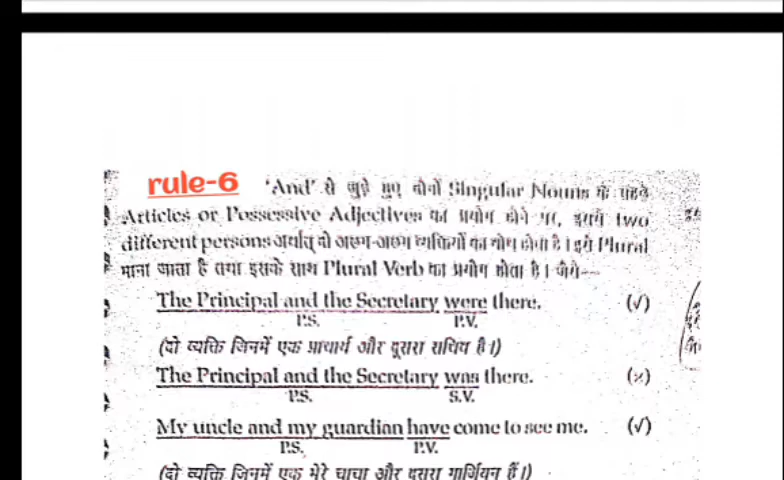 rule-6 'And' से जुड़े हुए दोनों Singular Nouns के पहले
Articles or Possessive Adjectives का प्रयोग होने पर, इससे two
different persons अर्थात् दो अलग-अलग व्यक्तियों का बोध होता है। इसे Plural
माना जाता है तथा इसके साथ Plural Verb का प्रयोग होता है। जैसे—
The Principal and the Secretary were there. (√)
P.S. P.V.
(दो व्यक्ति जिनमें एक प्राचार्य और दूसरा सचिव है।)
The Principal and the Secretary was there. (×)
P.S. S.V.
My uncle and my guardian have come to see me. (√)
P.S. P.V.
(दो व्यक्ति जिनमें एक मेरे चाचा और दूसरा गार्जियन हैं।)